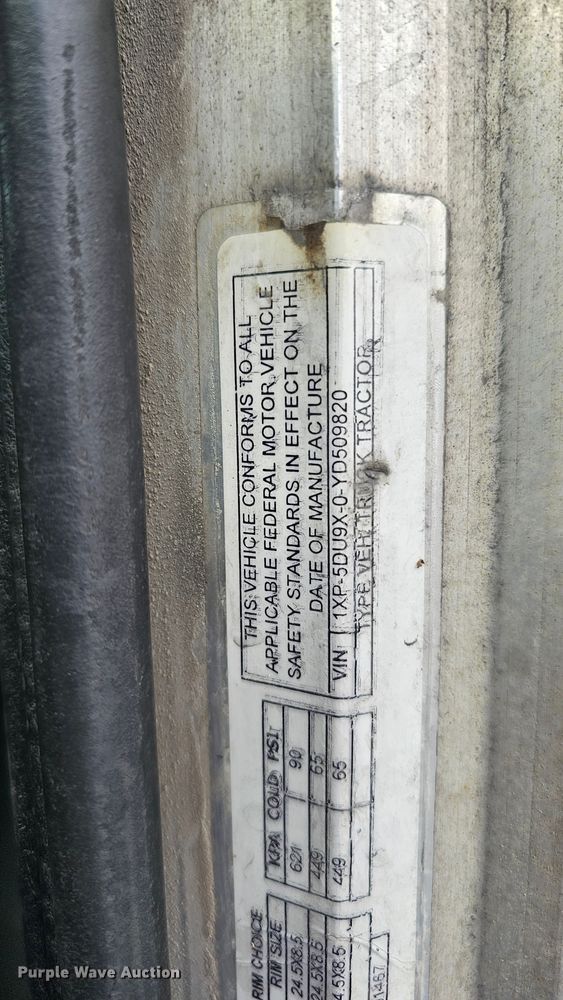 THIS VEHICLE CONFORMS TO ALL
APPLICABLE FEDERAL MOTOR VEHICLE
SAFETY STANDARDS IN EFFECT ON THE
DATE OF MANUFACTURE
VIN 1XP-5DU9X-0-YD509820
TYPE VEH TRUCK TRACTOR
KPA COLD PSI
621 90
449 65
449 65
RIM CHOICE
RIM SIZE
24.5X8.5
24.5X8.5
4.5X8.5
Purple Wave Auction